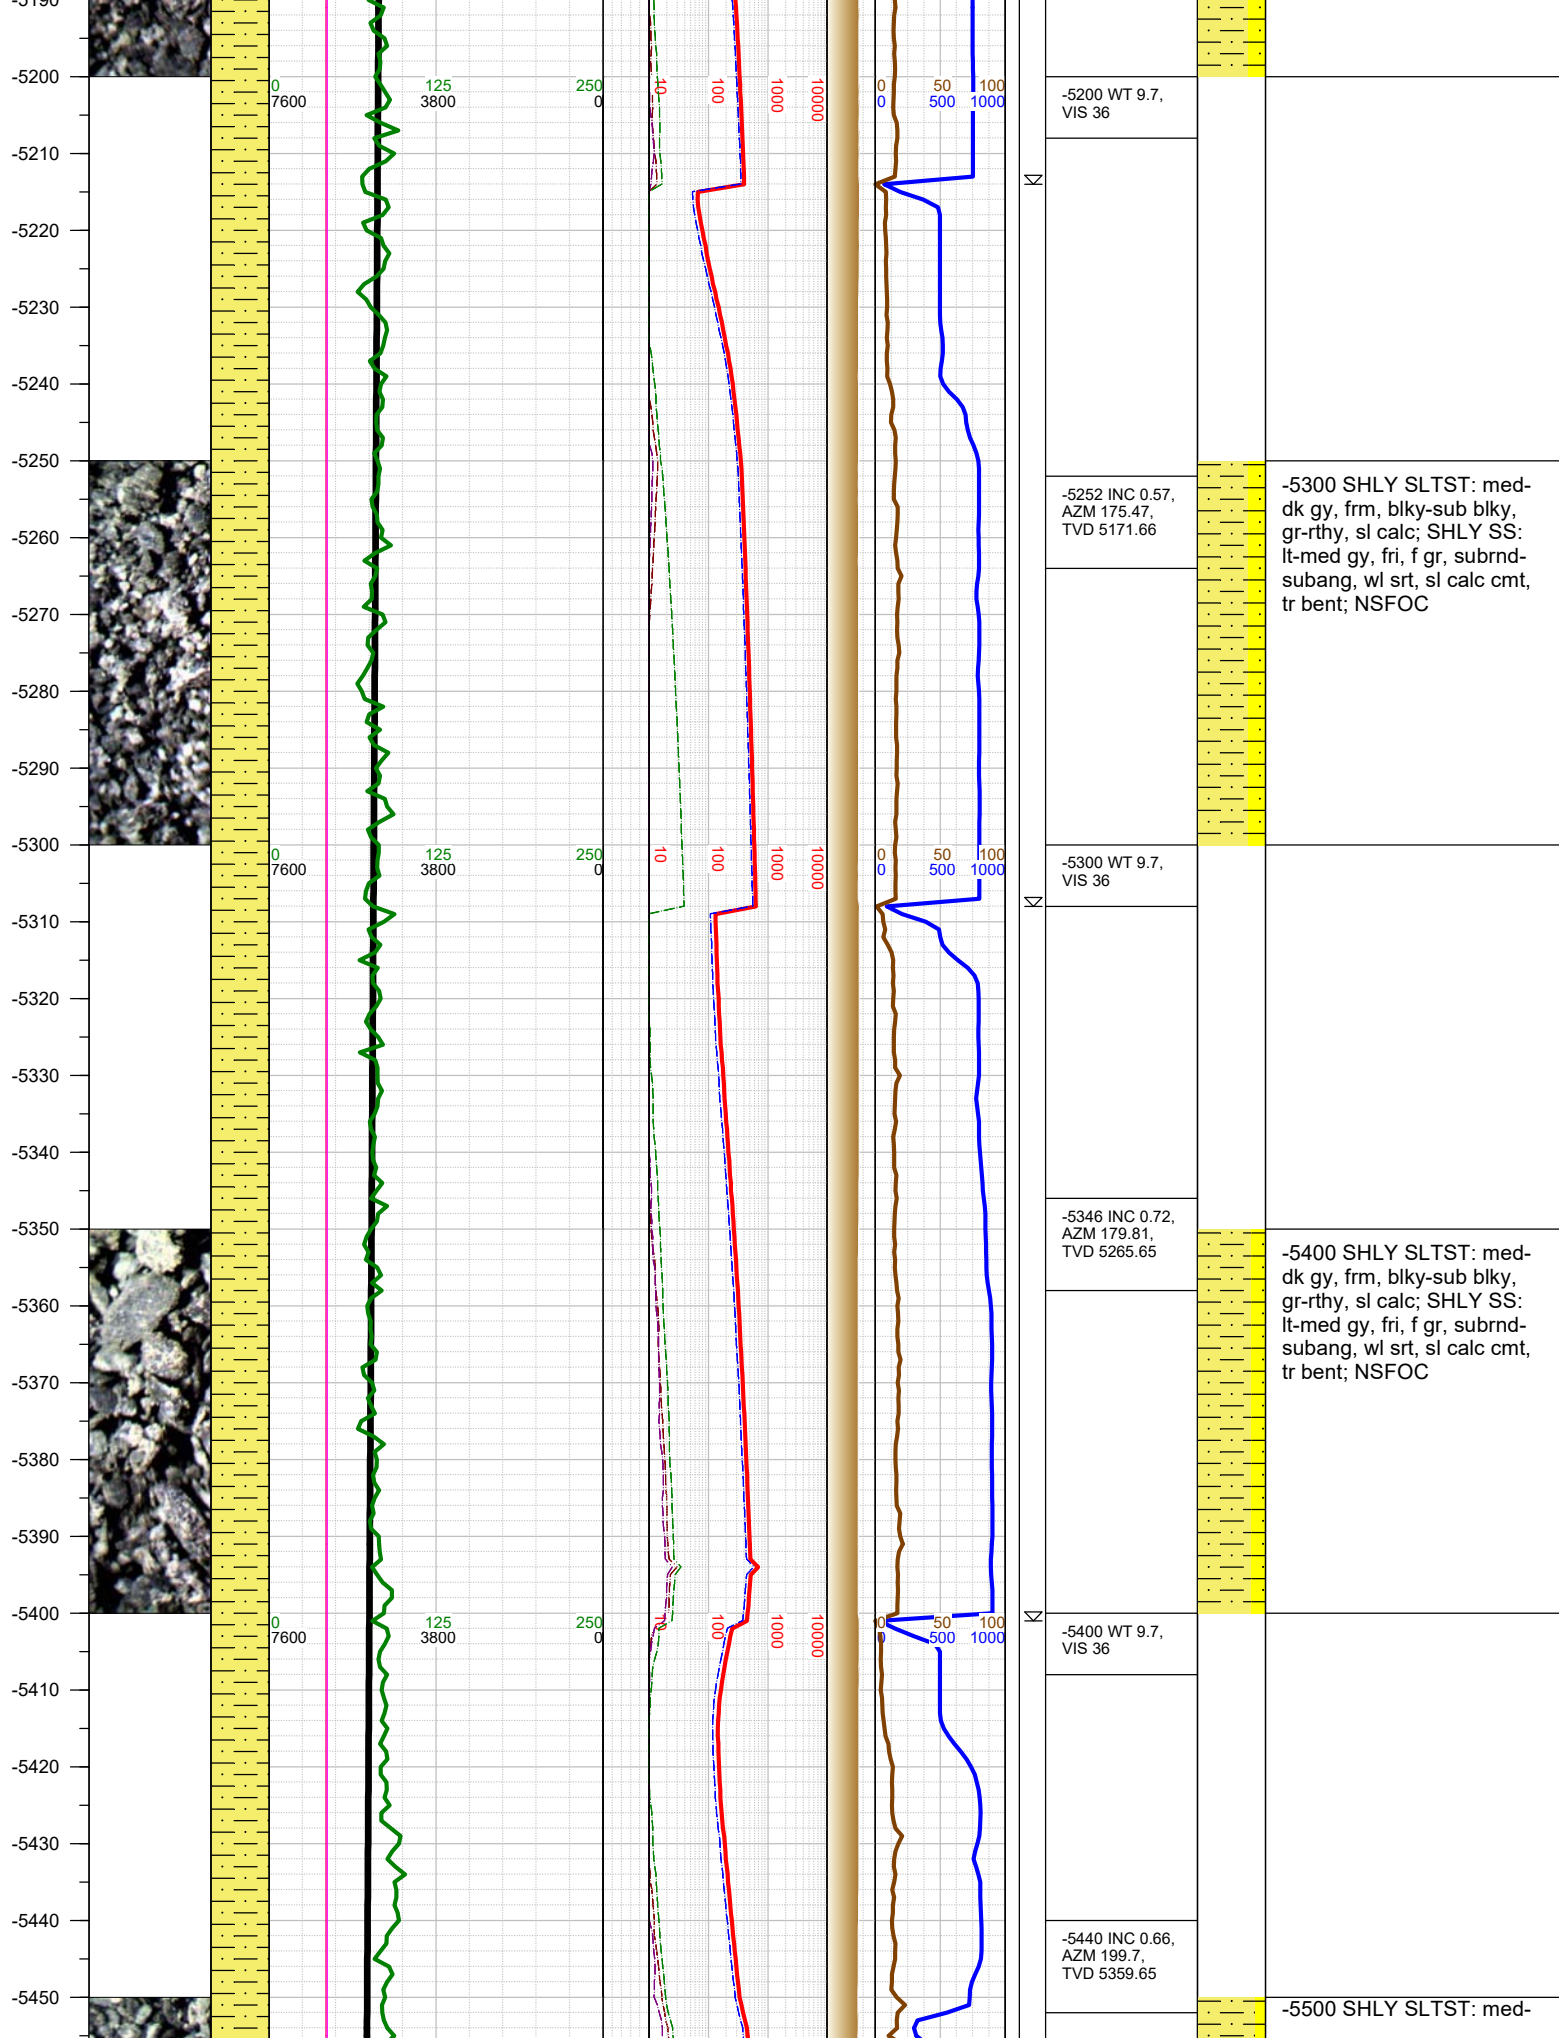 -5190
-5200
0 125 250
7600 3800 0
10 100 1000 10000
0 50 100
0 500 1000
-5200 WT 9.7,
VIS 36
-5210
-5220
-5230
-5240
-5250
-5252 INC 0.57,
AZM 175.47,
TVD 5171.66
-5300 SHLY SLTST: med-
dk gy, frm, blky-sub blky,
gr-rthy, sl calc; SHLY SS:
lt-med gy, fri, f gr, subrnd-
subang, wl srt, sl calc cmt,
tr bent; NSFOC
-5260
-5270
-5280
-5290
-5300
0 125 250
7600 3800 0
10 100 1000 10000
0 50 100
0 500 1000
-5300 WT 9.7,
VIS 36
-5310
-5320
-5330
-5340
-5350
-5346 INC 0.72,
AZM 179.81,
TVD 5265.65
-5400 SHLY SLTST: med-
dk gy, frm, blky-sub blky,
gr-rthy, sl calc; SHLY SS:
lt-med gy, fri, f gr, subrnd-
subang, wl srt, sl calc cmt,
tr bent; NSFOC
-5360
-5370
-5380
-5390
-5400
0 125 250
7600 3800 0
10 100 1000 10000
0 50 100
0 500 1000
-5400 WT 9.7,
VIS 36
-5410
-5420
-5430
-5440
-5440 INC 0.66,
AZM 199.7,
TVD 5359.65
-5450
-5500 SHLY SLTST: med-